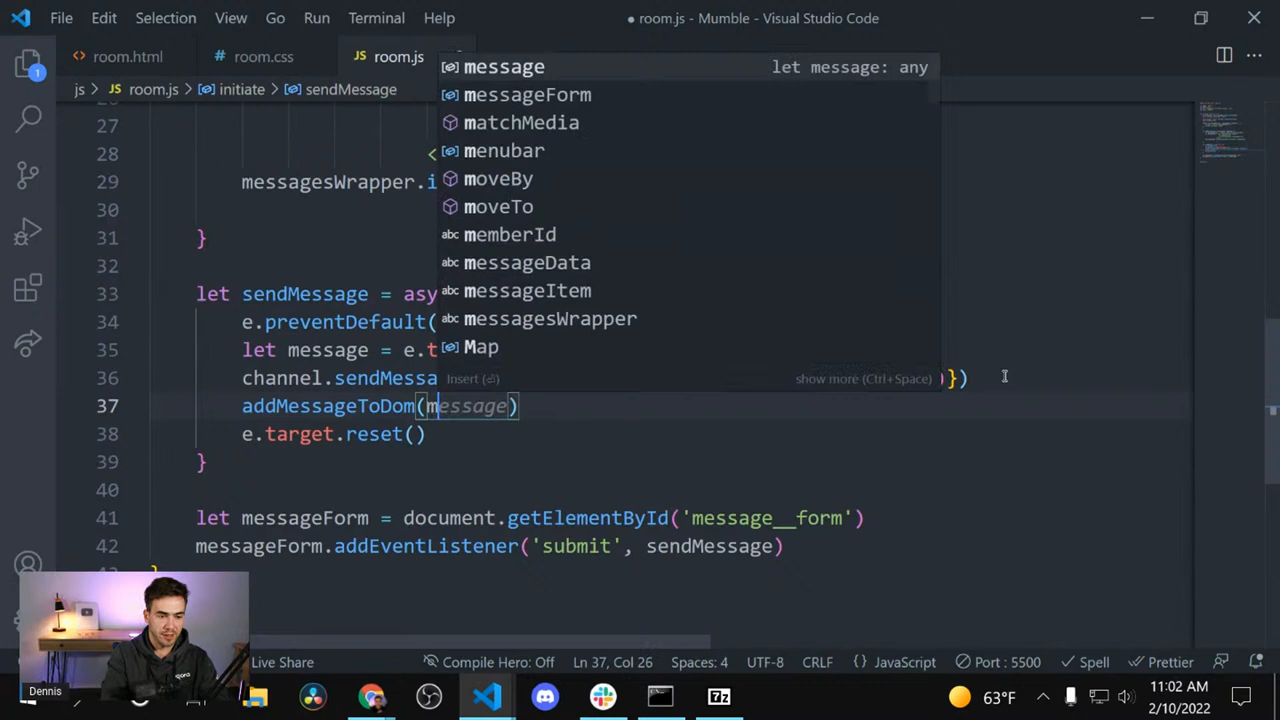 File Edit Selection View Go Run Terminal Help
● room.js - Mumble - Visual Studio Code
room.html
room.css
JS room.js
js > JS room.js > initiate > sendMessage
message let message: any
messageForm
matchMedia
menubar
moveBy
moveTo
memberId
messageData
messageItem
messagesWrapper
Map
Insert (⏎) show more (Ctrl+Space)
1
27
28 <
29 messagesWrapper.i
30
31 }
33 let sendMessage = asy
34 e.preventDefault(
35 let message = e.t
36 channel.sendMessa )})
37 addMessageToDom(message)
38 e.target.reset()
39 }
40
41 let messageForm = document.getElementById('message__form')
42 messageForm.addEventListener('submit', sendMessage)
Live Share Compile Hero: Off Ln 37, Col 26 Spaces: 4 UTF-8 CRLF {} JavaScript Port : 5500 Spell Prettier
Dennis
7z
63°F
11:02 AM
2/10/2022